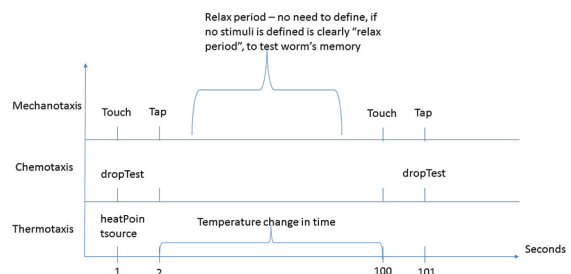 Relax period – no need to define, if
no stimuli is defined is clearly “relax
period”, to test worm’s memory
Mechanotaxis
Touch
Tap
Touch
Tap
Chemotaxis
dropTest
dropTest
Thermotaxis
heatPoin
tsource
Temperature change in time
Seconds
1
2
100
101